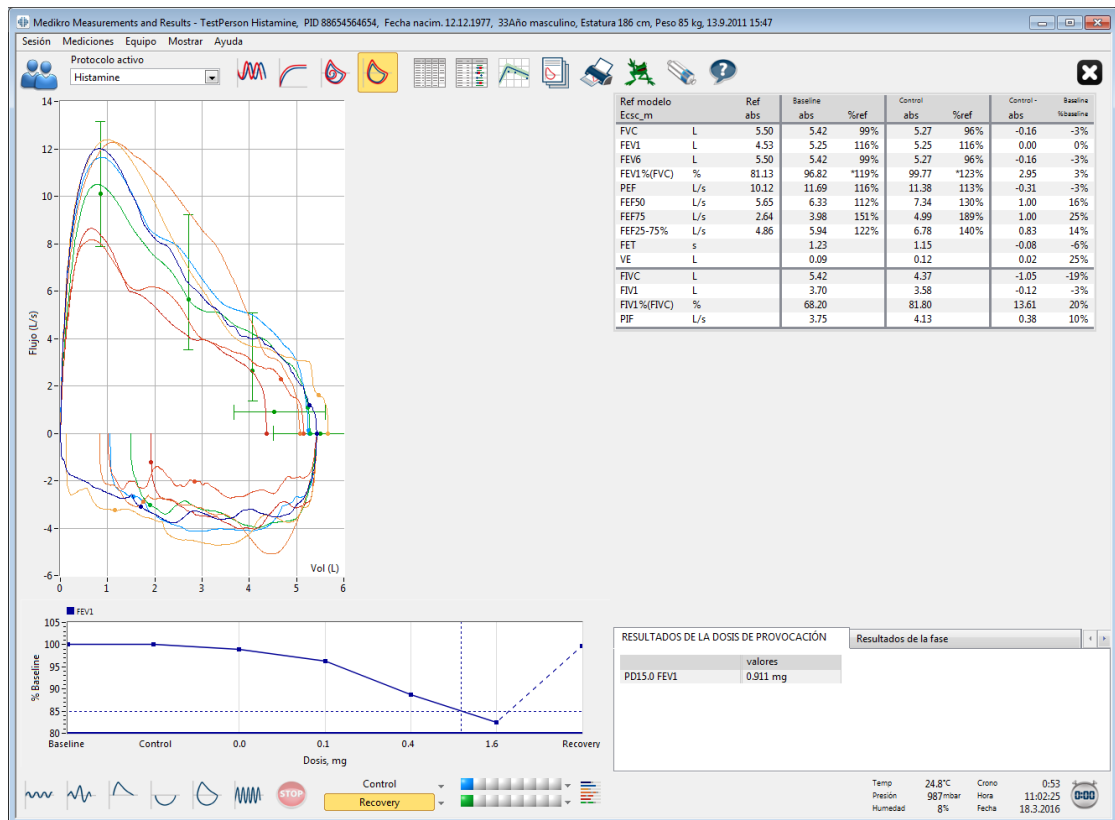 Medikro Measurements and Results - TestPerson Histamine, PID 88654564654, Fecha nacim. 12.12.1977, 33Año masculino, Estatura 186 cm, Peso 85 kg, 13.9.2011 15:47
Sesión Mediciones Equipo Mostrar Ayuda
Protocolo activo
Histamine
14
12
10
8
6
4
2
0
-2
-4
-6
Flujo (L/s)
Vol (L)
0 1 2 3 4 5 6
Ref modelo Ref Baseline Control Control - Baseline
Ecsc_m abs abs %ref abs %ref abs %baseline
FVC L 5.50 5.42 99% 5.27 96% -0.16 -3%
FEV1 L 4.53 5.25 116% 5.25 116% 0.00 0%
FEV6 L 5.50 5.42 99% 5.27 96% -0.16 -3%
FEV1%(FVC) % 81.13 96.82 *119% 99.77 *123% 2.95 3%
PEF L/s 10.12 11.69 116% 11.38 113% -0.31 -3%
FEF50 L/s 5.65 6.33 112% 7.34 130% 1.00 16%
FEF75 L/s 2.64 3.98 151% 4.99 189% 1.00 25%
FEF25-75% L/s 4.86 5.94 122% 6.78 140% 0.83 14%
FET s 1.23 1.15 -0.08 -6%
VE L 0.09 0.12 0.02 25%
FIVC L 5.42 4.37 -1.05 -19%
FIV1 L 3.70 3.58 -0.12 -3%
FIV1%(FIVC) % 68.20 81.80 13.61 20%
PIF L/s 3.75 4.13 0.38 10%
FEV1
105
100
95
90
85
80
% Baseline
Baseline Control 0.0 0.1 0.4 1.6 Recovery
Dosis, mg
RESULTADOS DE LA DOSIS DE PROVOCACIÓN Resultados de la fase
valores
PD15.0 FEV1 0.911 mg
STOP
Control
Recovery
Temp 24.8°C Crono 0:53
Presión 987mbar Hora 11:02:25
Humedad 8% Fecha 18.3.2016
0:00